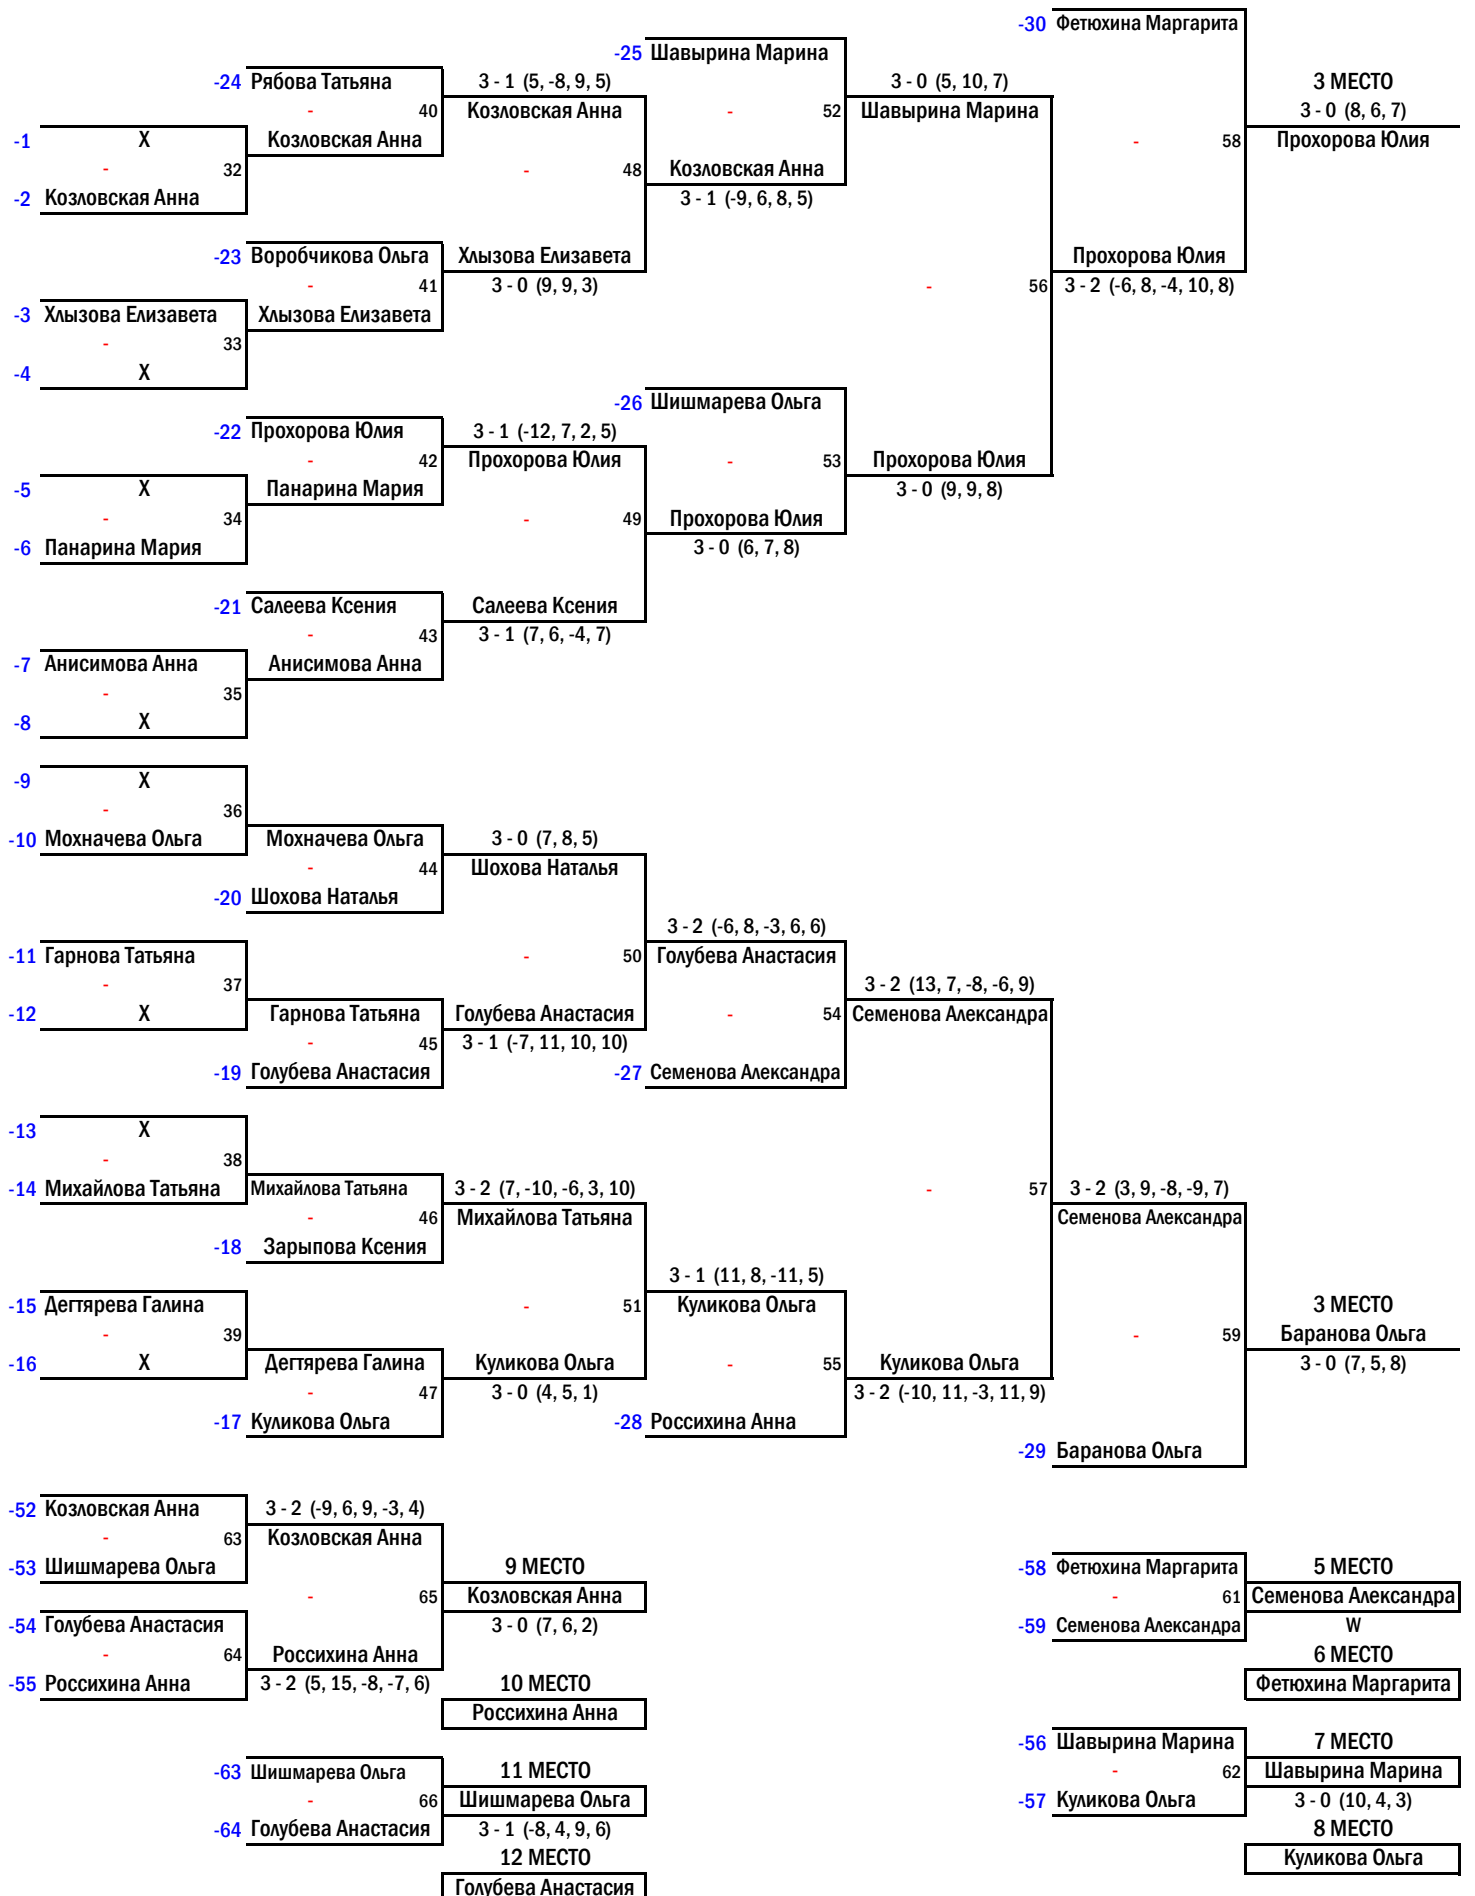 -30 Фетюхина Маргарита
-25 Шавырина Марина
-24 Рябова Татьяна 3 - 1 (5, -8, 9, 5) 3 - 0 (5, 10, 7) 3 МЕСТО
- 40 Козловская Анна - 52 Шавырина Марина 3 - 0 (8, 6, 7)
-1 X Козловская Анна - 58 Прохорова Юлия
- 32 - 48 Козловская Анна
-2 Козловская Анна 3 - 1 (-9, 6, 8, 5)
-23 Воробчикова Ольга Хлызова Елизавета Прохорова Юлия
- 41 3 - 0 (9, 9, 3) - 56 3 - 2 (-6, 8, -4, 10, 8)
-3 Хлызова Елизавета Хлызова Елизавета
- 33
-4 X
-26 Шишмарева Ольга
-22 Прохорова Юлия 3 - 1 (-12, 7, 2, 5)
- 42 Прохорова Юлия - 53 Прохорова Юлия
-5 X Панарина Мария 3 - 0 (9, 9, 8)
- 34 - 49 Прохорова Юлия
-6 Панарина Мария 3 - 0 (6, 7, 8)
-21 Салеева Ксения Салеева Ксения
- 43 3 - 1 (7, 6, -4, 7)
-7 Анисимова Анна Анисимова Анна
- 35
-8 X
-9 X
- 36
-10 Мохначева Ольга Мохначева Ольга 3 - 0 (7, 8, 5)
- 44 Шохова Наталья
-20 Шохова Наталья
3 - 2 (-6, 8, -3, 6, 6)
-11 Гарнова Татьяна - 50 Голубева Анастасия
- 37 3 - 2 (13, 7, -8, -6, 9)
-12 X Гарнова Татьяна Голубева Анастасия - 54 Семенова Александра
- 45 3 - 1 (-7, 11, 10, 10)
-19 Голубева Анастасия -27 Семенова Александра
-13 X
- 38
-14 Михайлова Татьяна Михайлова Татьяна 3 - 2 (7, -10, -6, 3, 10) - 57 3 - 2 (3, 9, -8, -9, 7)
- 46 Михайлова Татьяна Семенова Александра
-18 Зарыпова Ксения
3 - 1 (11, 8, -11, 5)
-15 Дегтярева Галина - 51 Куликова Ольга 3 МЕСТО
- 39 - 59 Баранова Ольга
-16 X Дегтярева Галина Куликова Ольга - 55 Куликова Ольга 3 - 0 (7, 5, 8)
- 47 3 - 0 (4, 5, 1) 3 - 2 (-10, 11, -3, 11, 9)
-17 Куликова Ольга -28 Россихина Анна
-29 Баранова Ольга
-52 Козловская Анна 3 - 2 (-9, 6, 9, -3, 4)
- 63 Козловская Анна
-53 Шишмарева Ольга 9 МЕСТО -58 Фетюхина Маргарита 5 МЕСТО
- 65 Козловская Анна - 61 Семенова Александра
-54 Голубева Анастасия 3 - 0 (7, 6, 2) -59 Семенова Александра W
- 64 Россихина Анна 6 МЕСТО
-55 Россихина Анна 3 - 2 (5, 15, -8, -7, 6) 10 МЕСТО Фетюхина Маргарита
Россихина Анна
-56 Шавырина Марина 7 МЕСТО
-63 Шишмарева Ольга 11 МЕСТО - 62 Шавырина Марина
- 66 Шишмарева Ольга -57 Куликова Ольга 3 - 0 (10, 4, 3)
-64 Голубева Анастасия 3 - 1 (-8, 4, 9, 6) 8 МЕСТО
12 МЕСТО Куликова Ольга
Голубева Анастасия